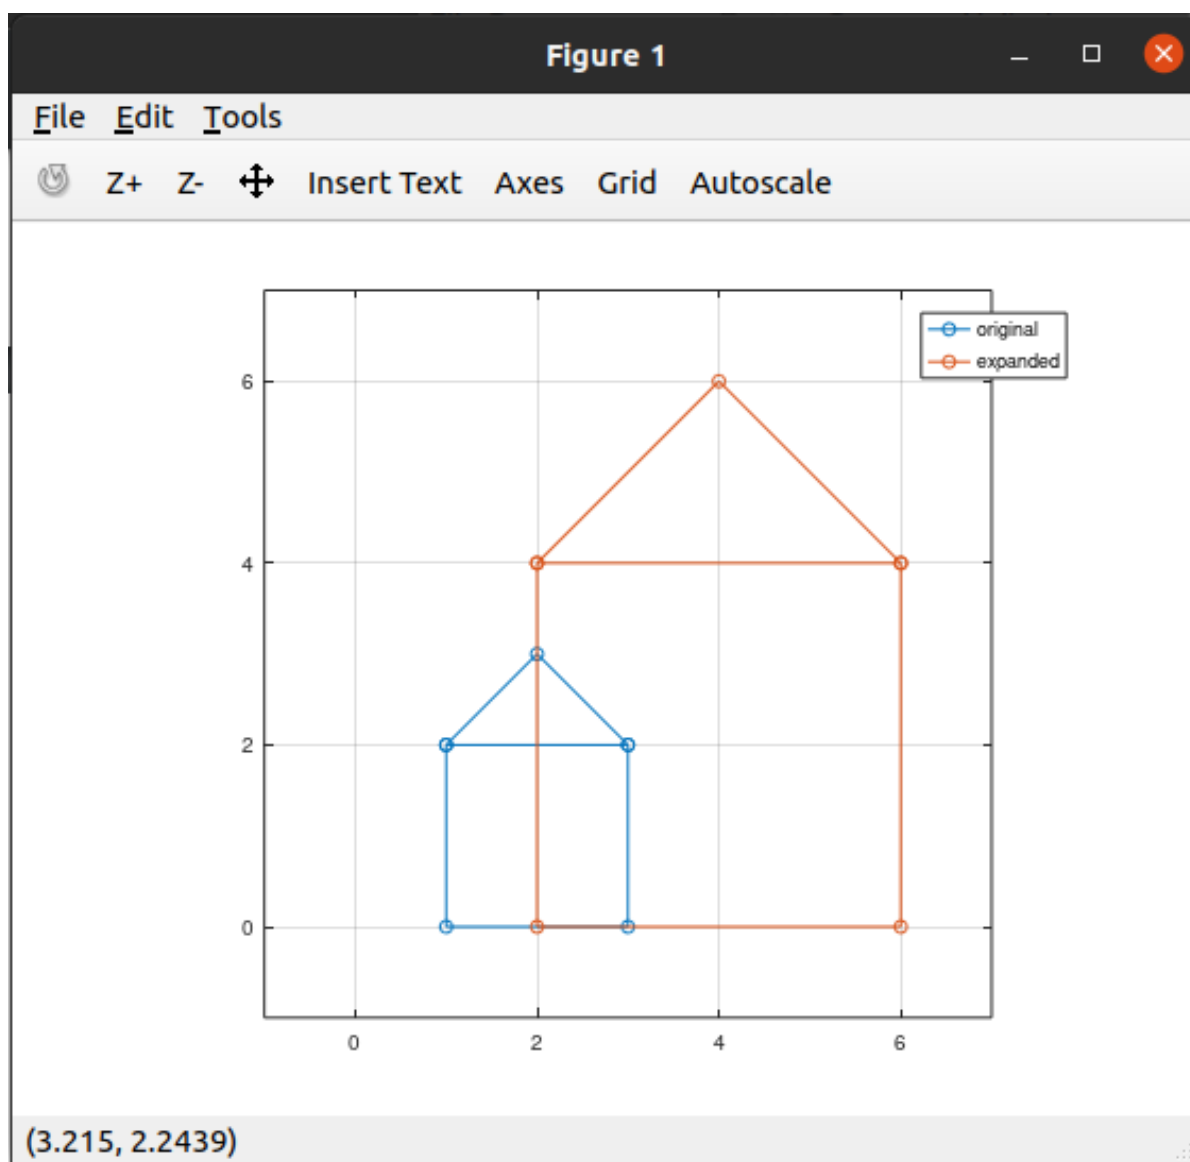 Figure 1
File Edit Tools
Z+ Z- Insert Text Axes Grid Autoscale
original
expanded
6
4
2
0
0 2 4 6
(3.215, 2.2439)